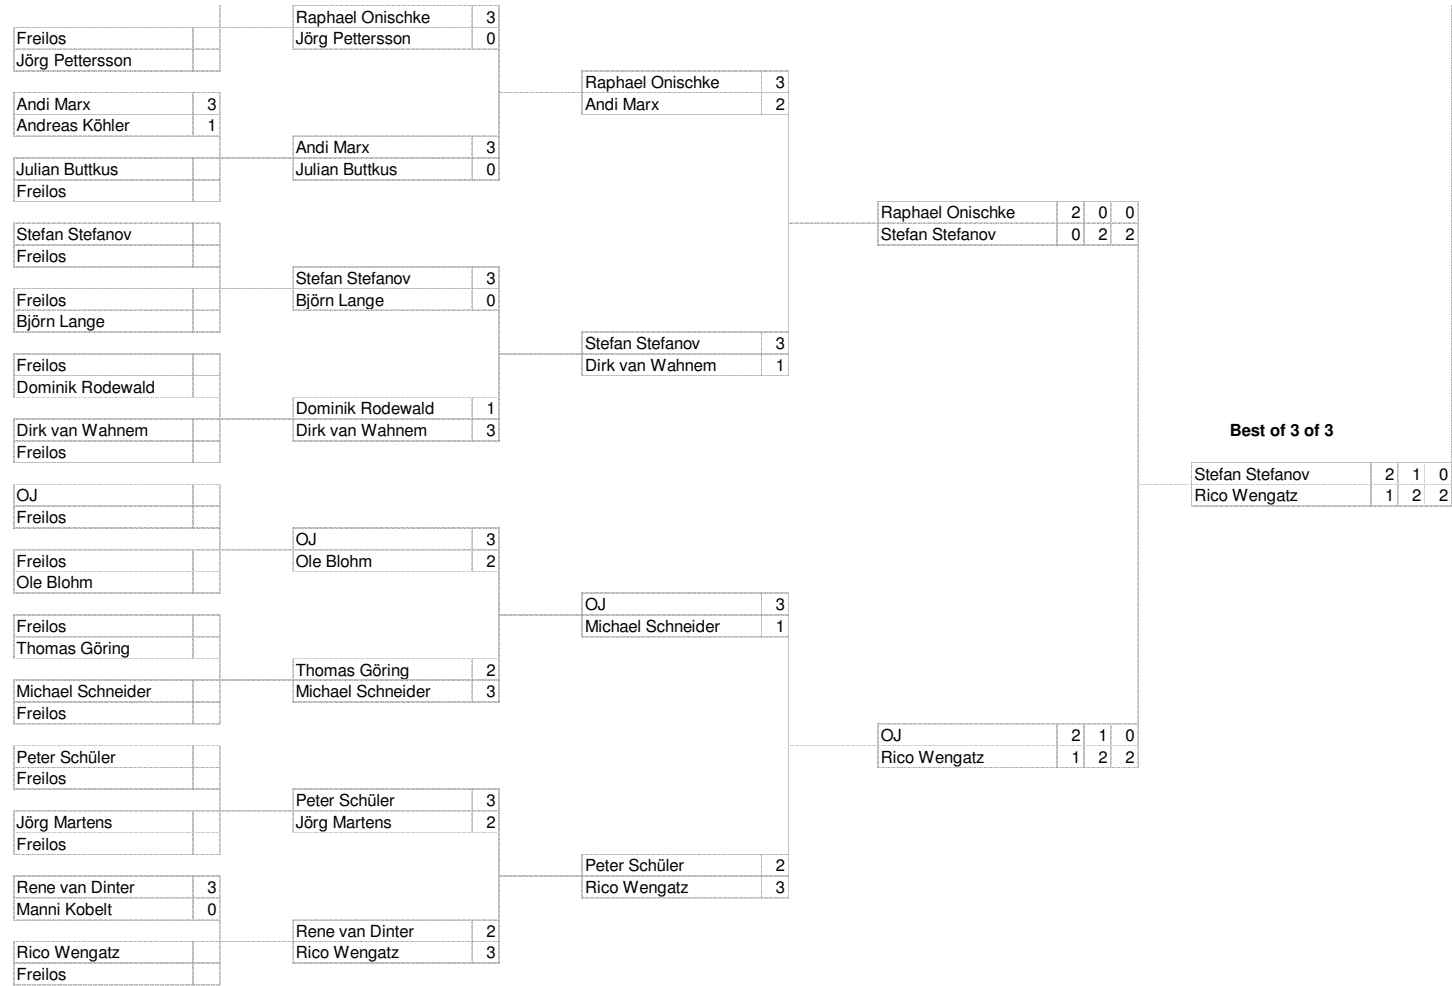 Raphael Onischke 3
Freilos
Jörg Pettersson 0
Jörg Pettersson
Raphael Onischke 3
Andi Marx 3
Andi Marx 2
Andreas Köhler 1
Andi Marx 3
Julian Buttkus
Julian Buttkus 0
Freilos
Raphael Onischke 2 0 0
Stefan Stefanov
Stefan Stefanov 0 2 2
Freilos
Stefan Stefanov 3
Freilos
Björn Lange 0
Björn Lange
Stefan Stefanov 3
Freilos
Dirk van Wahnem 1
Dominik Rodewald
Dominik Rodewald 1
Dirk van Wahnem
Dirk van Wahnem 3
Best of 3 of 3
Freilos
Stefan Stefanov 2 1 0
OJ
Rico Wengatz 1 2 2
Freilos
OJ 3
Freilos
Ole Blohm 2
Ole Blohm
OJ 3
Freilos
Michael Schneider 1
Thomas Göring
Thomas Göring 2
Michael Schneider
Michael Schneider 3
Freilos
OJ 2 1 0
Peter Schüler
Rico Wengatz 1 2 2
Freilos
Peter Schüler 3
Jörg Martens
Jörg Martens 2
Freilos
Peter Schüler 2
Rene van Dinter 3
Rico Wengatz 3
Manni Kobelt 0
Rene van Dinter 2
Rico Wengatz
Rico Wengatz 3
Freilos